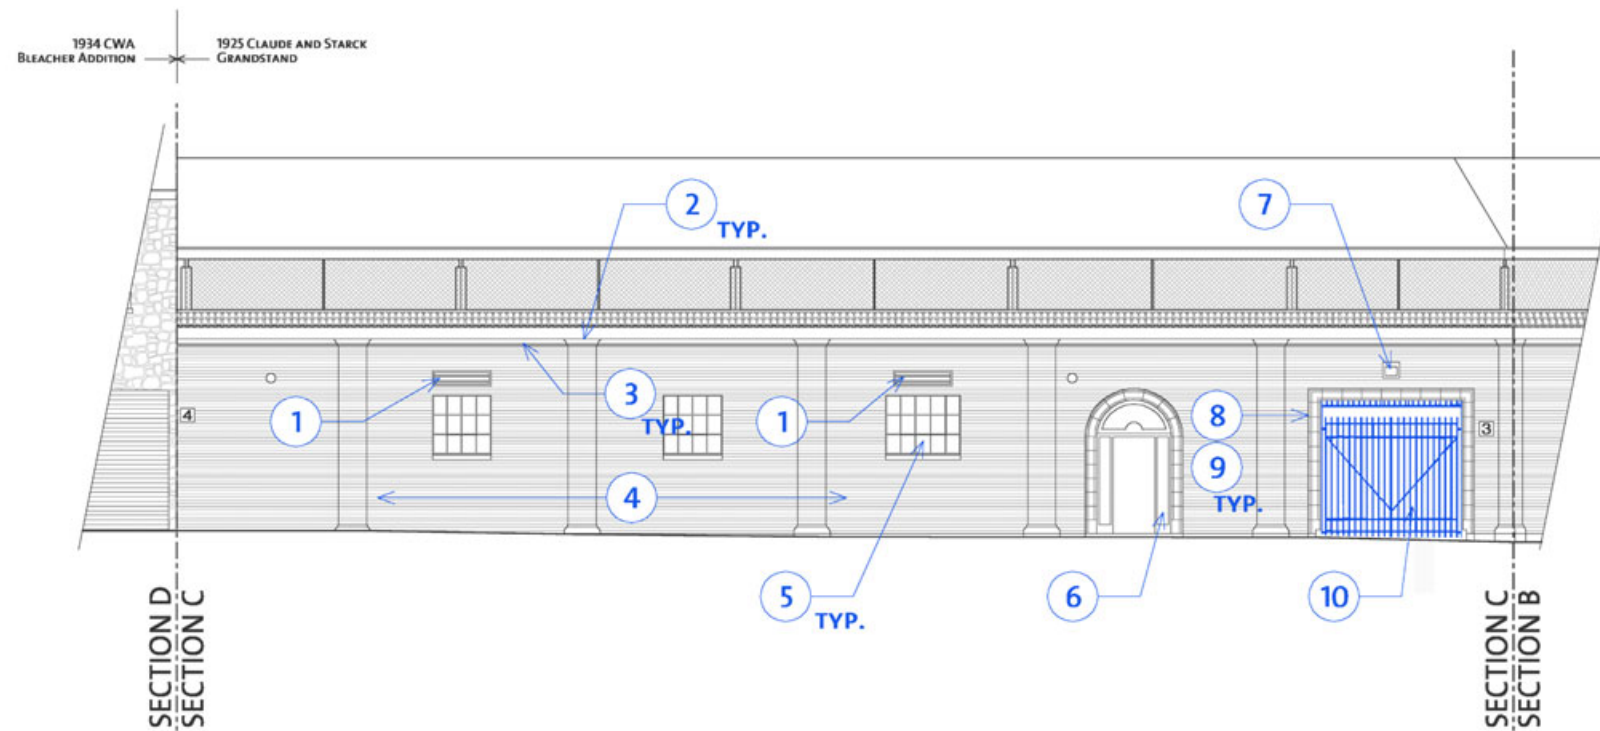 1934 CWA
BLEACHER ADDITION
1925 CLAUDE AND STARCK
GRANDSTAND
2
TYP.
7
1
3
TYP.
1
8
9
TYP.
4
3
4
5
TYP.
6
10
SECTION D
SECTION C
SECTION C
SECTION B